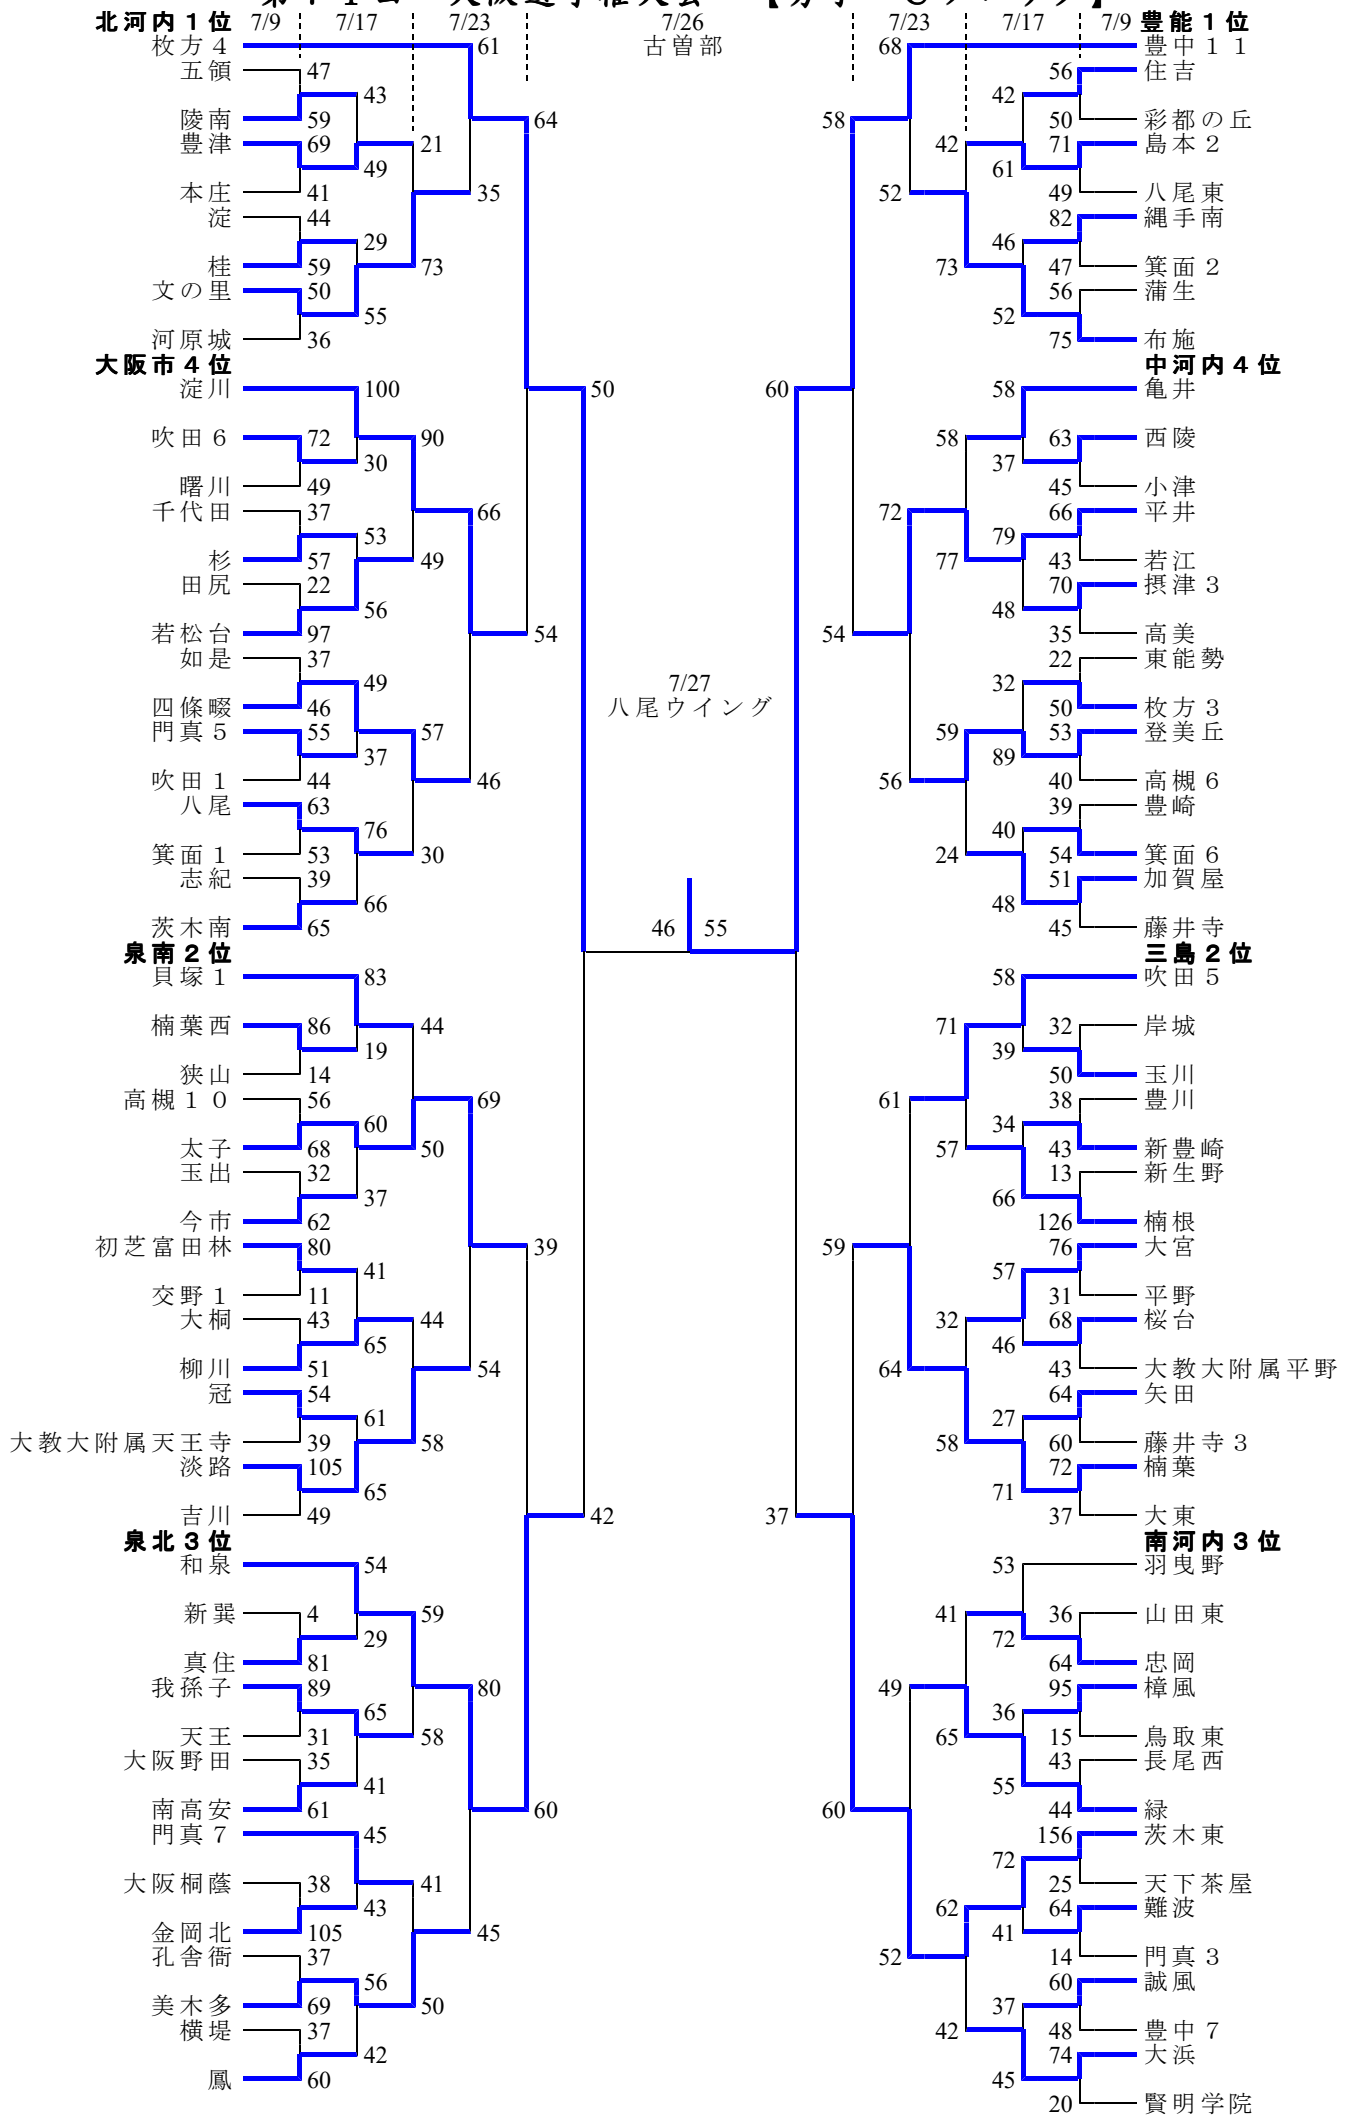 北河内１位 7/9 7/17 7/23 7/26 7/23 7/17 7/9 豊能１位
枚方４ 61 古曽部 68 豊中１１
五領 47 56 住吉
43 42
陵南 59 64 58 50 彩都の丘
豊津 69 21 42 71 島本２
49 61
本庄 41 35 52 49 八尾東
淀 44 82 縄手南
29 46
桂 59 73 73 47 箕面２
文の里 50 56 蒲生
55 52
河原城 36 75 布施
大阪市４位 中河内４位
淀川 100 50 60 58 亀井
吹田６ 72 90 58 63 西陵
30 37
曙川 49 45 小津
千代田 37 66 72 66 平井
53 79
杉 57 49 77 43 若江
田尻 22 70 摂津３
56 48
若松台 97 54 54 35 高美
如是 37 22 東能勢
49 7/27 32
四條畷 46 八尾ウイング 50 枚方３
門真５ 55 57 59 53 登美丘
37 89
吹田１ 44 46 56 40 高槻６
八尾 63 39 豊崎
76 40
箕面１ 53 30 24 54 箕面６
志紀 39 51 加賀屋
66 48
茨木南 65 46 55 45 藤井寺
泉南２位 三島２位
貝塚１ 83 58 吹田５
楠葉西 86 44 71 32 岸城
19 39
狭山 14 50 玉川
高槻１０ 56 69 61 38 豊川
60 34
太子 68 50 57 43 新豊崎
玉出 32 13 新生野
37 66
今市 62 126 楠根
初芝富田林 80 39 59 76 大宮
41 57
交野１ 11 31 平野
大桐 43 44 32 68 桜台
65 46
柳川 51 54 64 43 大教大附属平野
冠 54 64 矢田
61 27
大教大附属天王寺 39 58 58 60 藤井寺３
淡路 105 72 楠葉
65 71
吉川 49 42 37 37 大東
泉北３位 南河内３位
和泉 54 53 羽曳野
新巽 4 59 41 36 山田東
29 72
真住 81 64 忠岡
我孫子 89 80 49 95 樟風
65 36
天王 31 58 65 15 鳥取東
大阪野田 35 43 長尾西
41 55
南高安 61 60 60 44 緑
門真７ 45 156 茨木東
72
大阪桐蔭 38 41 25 天下茶屋
43 62 64 難波
金岡北 105 45 41
孔舎衙 37 52 14 門真３
56 60 誠風
美木多 69 50 37
横堤 37 42 48 豊中７
42 74 大浜
鳳 60 45
20 賢明学院